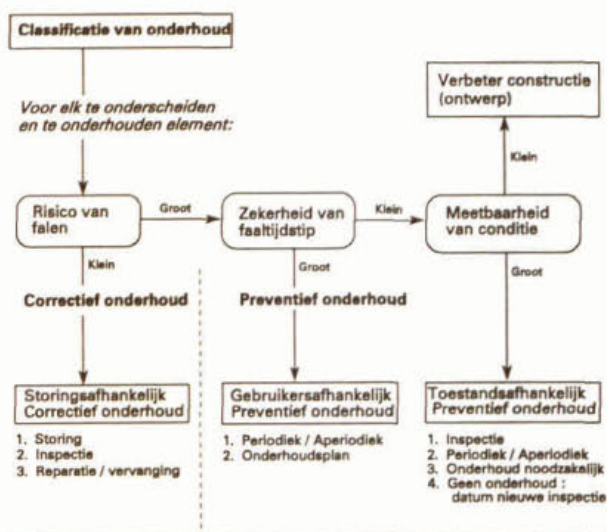 Classificatie van onderhoud
Voor elk te onderscheiden
en te onderhouden element:
Verbeter constructie
(ontwerp)
Klein
Risico van
falen
Groot
Zekerheid van
faaltijdstip
Klein
Meetbaarheid
van conditie
Klein
Groot
Groot
Correctief onderhoud
Preventief onderhoud
Storingsafhankelijk
Correctief onderhoud
1. Storing
2. Inspectie
3. Reparatie / vervanging
Gebruikersafhankelijk
Preventief onderhoud
1. Periodiek / Aperiodiek
2. Onderhoudsplan
Toestandsafhankelijk
Preventief onderhoud
1. Inspectie
2. Periodiek / Aperiodiek
3. Onderhoud noodzakelijk
4. Geen onderhoud :
datum nieuwe inspectie